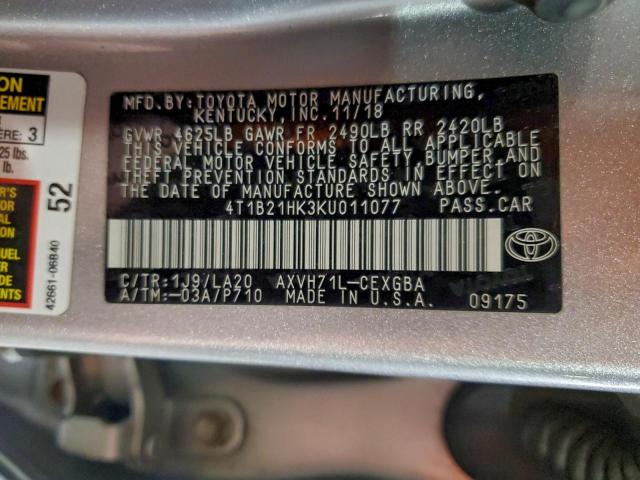 ION
EMENT
ERE: 3
25 lbs.
lb.
52
42661-06B40
MFD.BY:TOYOTA MOTOR MANUFACTURING,
KENTUCKY,INC.11/18
GVWR 4625LB GAWR FR 2490LB RR 2420LB
THIS VEHICLE CONFORMS TO ALL APPLICABLE
FEDERAL MOTOR VEHICLE SAFETY,BUMPER,AND
THEFT PREVENTION STANDARDS IN EFFECT ON
THE DATE OF MANUFACTURE SHOWN ABOVE.
4T1B21HK3KU011077 PASS.CAR
C/TR:1J9/LA20 AXVH71L-CEXGBA
A/TM:-03A/P710 MADE IN U.S.A. 09175